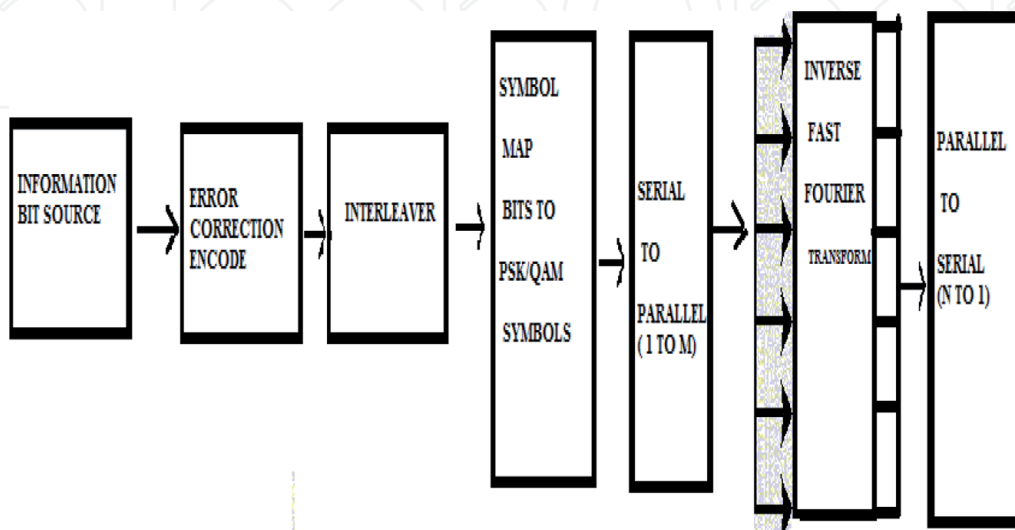 INFORMATION
BIT SOURCE
ERROR
CORRECTION
ENCODE
INTERLEAVER
SYMBOL
MAP
BITS TO
PSK/QAM
SYMBOLS
SERIAL
TO
PARALLEL
( 1 TO M)
INVERSE
FAST
FOURIER
TRANSFORM
PARALLEL
TO
SERIAL
(N TO 1)